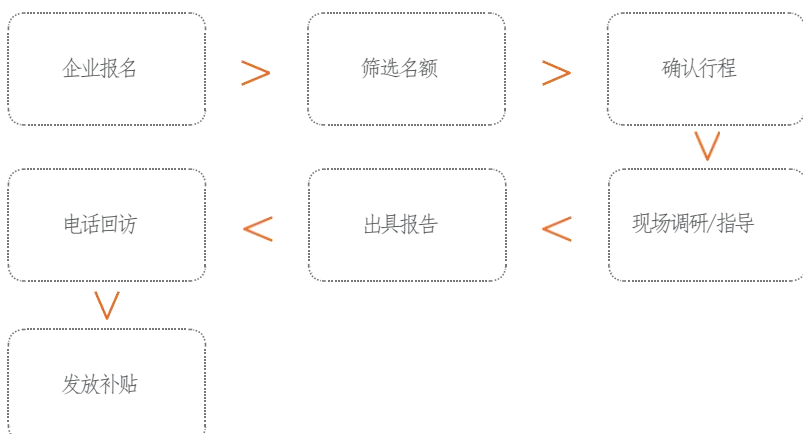 企业报名
筛选名额
确认行程
现场调研/指导
出具报告
电话回访
发放补贴